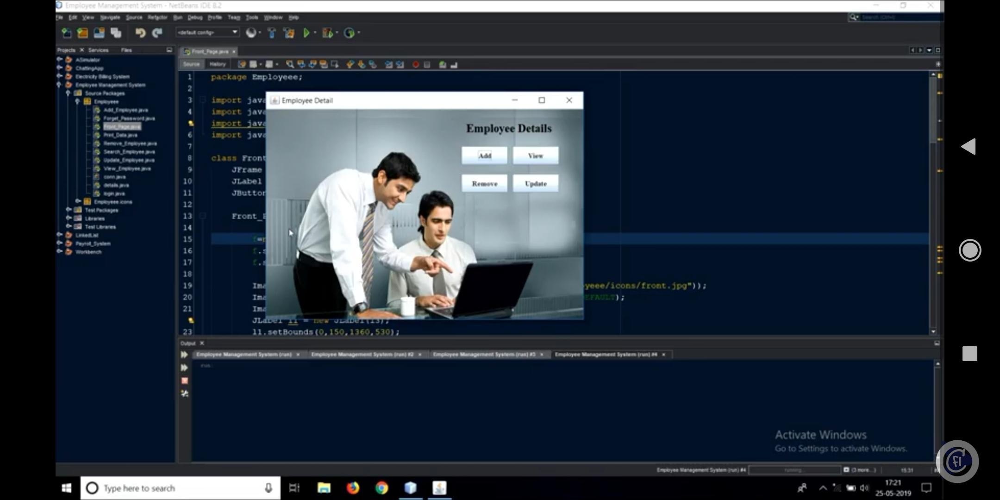 Employee Management System - NetBeans IDE 8.2
File Edit View Navigate Source Refactor Run Debug Profile Team Tools Window Help
Search (Ctrl+I)
<default config>
Projects Services Files
Front_Page.java
Source History
ASimulator
ChattingApp
Electricity Billing System
Employee Management System
Source Packages
Employeee
Add_Employee.java
Forget_Password.java
Front_Page.java
Print_Data.java
Remove_Employee.java
Search_Employee.java
Update_Employee.java
View_Employee.java
conn.java
details.java
login.java
Employeee.icons
Test Packages
Libraries
Test Libraries
LinkedList
Payroll_System
Workbench
1 package Employeee;
2
3 import java
4 import java
import java
6 import java
7
8 class Front
9 JFrame
10 JLabel
11 JButton
12
13 Front_
14
15 f=
16 f.s
17 f.s
18
19 Ima yeee/icons/front.jpg"));
20 Ima EFAULT);
21 Ima
JLabel l1 = new JLabel(i3);
23 l1.setBounds(0,150,1360,530);
Employee Detail
Employee Details
Add View
Remove Update
Output
Employee Management System (run) Employee Management System (run) #2 Employee Management System (run) #3 Employee Management System (run) #4
run:
Activate Windows
Go to Settings to activate Windows.
Employee Management System (run) #4 running... (3 more...) 15:31
Type here to search
17:21
25-05-2019